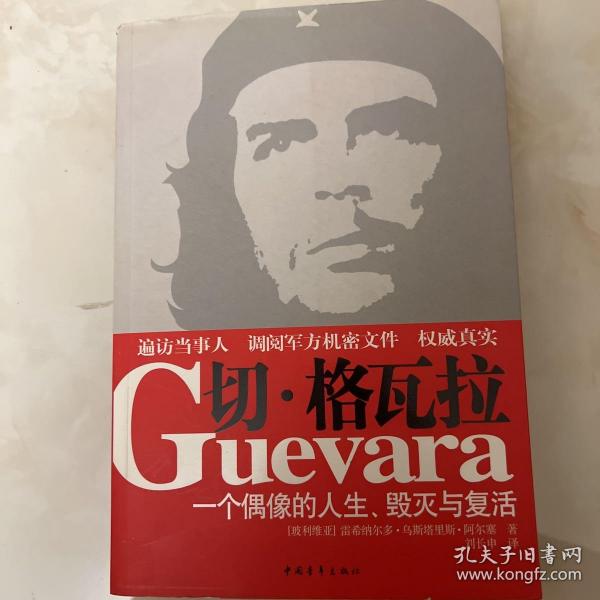 遍访当事人 调阅军方机密文件 权威真实
切·格瓦拉
Guevara
一个偶像的人生、毁灭与复活
[玻利维亚] 雷希纳尔多·乌斯塔里斯·阿尔塞 著
刘长申 译
中国青年出版社
孔夫子旧书网
www.kongfz.com